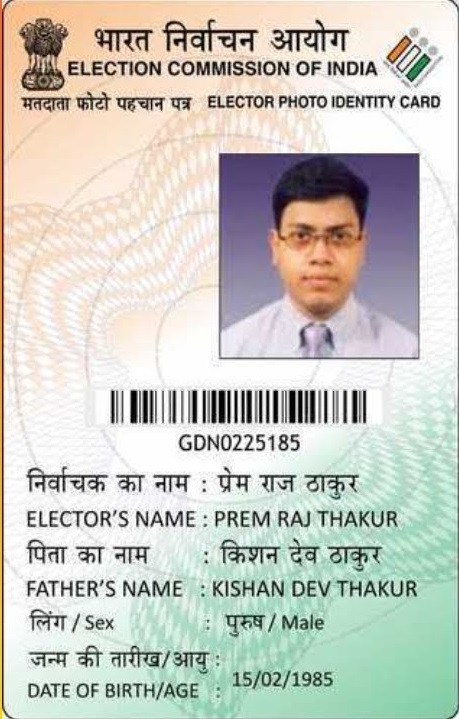 भारत निर्वाचन आयोग
ELECTION COMMISSION OF INDIA
मतदाता फोटो पहचान पत्र ELECTOR PHOTO IDENTITY CARD
GDN0225185
निर्वाचक का नाम : प्रेम राज ठाकुर
ELECTOR'S NAME : PREM RAJ THAKUR
पिता का नाम : किशन देव ठाकुर
FATHER'S NAME : KISHAN DEV THAKUR
लिंग / Sex : पुरुष / Male
जन्म की तारीख/आयु :
DATE OF BIRTH/AGE : 15/02/1985